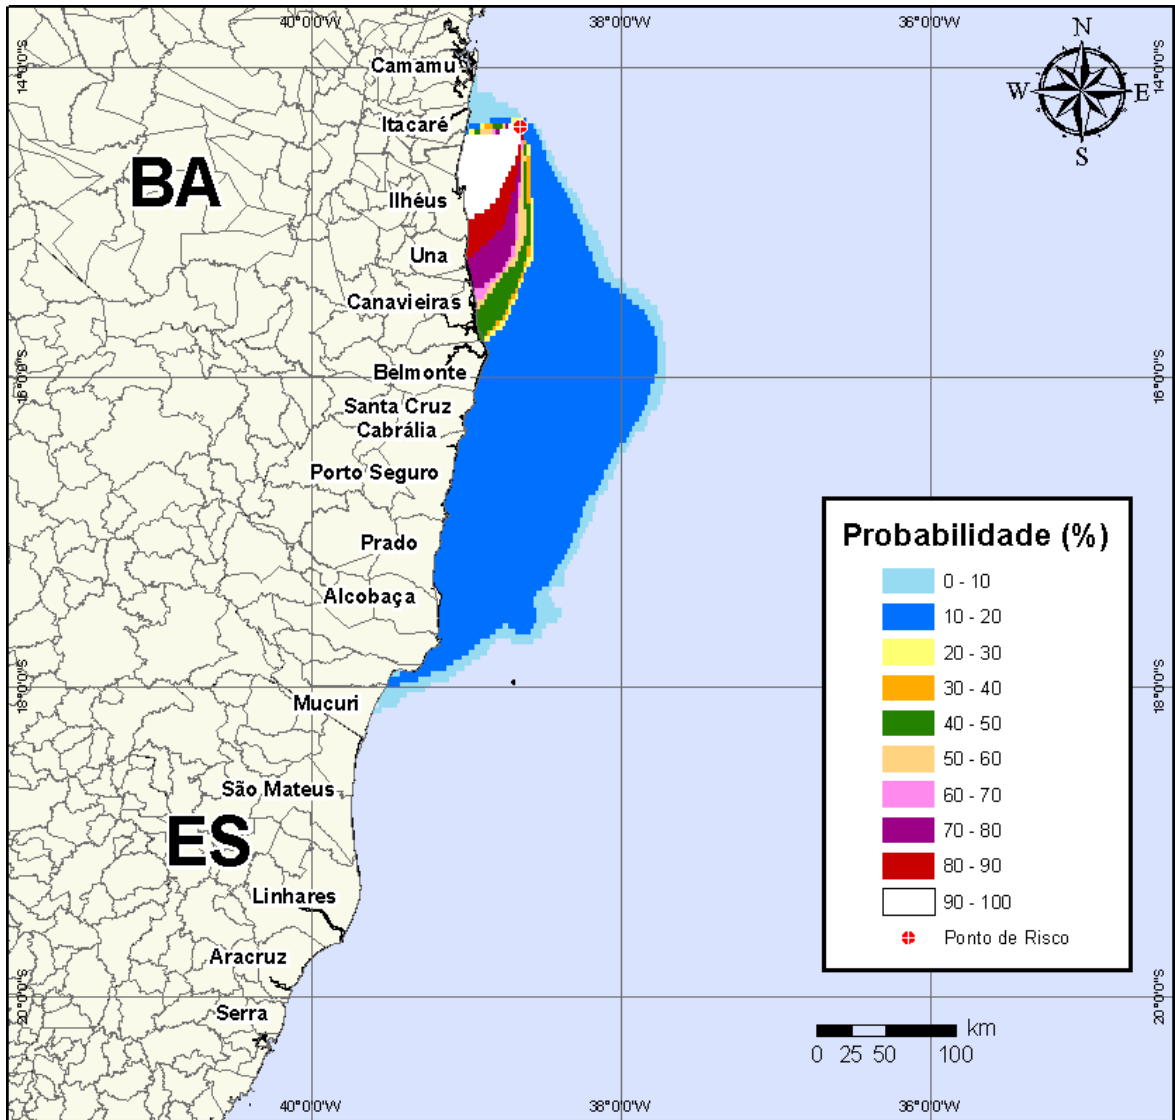 40°0'0"W
38°0'0"W
36°0'0"W
14°0'0"S
14°0'0"S
N
W
E
S
Camamu
Itacaré
BA
Ilhéus
Una
Canavieiras
16°0'0"S
16°0'0"S
Belmonte
Santa Cruz
Cabrália
Porto Seguro
Prado
Alcobaça
18°0'0"S
18°0'0"S
Mucuri
São Mateus
ES
Linhares
Aracruz
20°0'0"S
20°0'0"S
Serra
Probabilidade (%)
0 - 10
10 - 20
20 - 30
30 - 40
40 - 50
50 - 60
60 - 70
70 - 80
80 - 90
90 - 100
Ponto de Risco
km
0 25 50 100
40°0'0"W
38°0'0"W
36°0'0"W